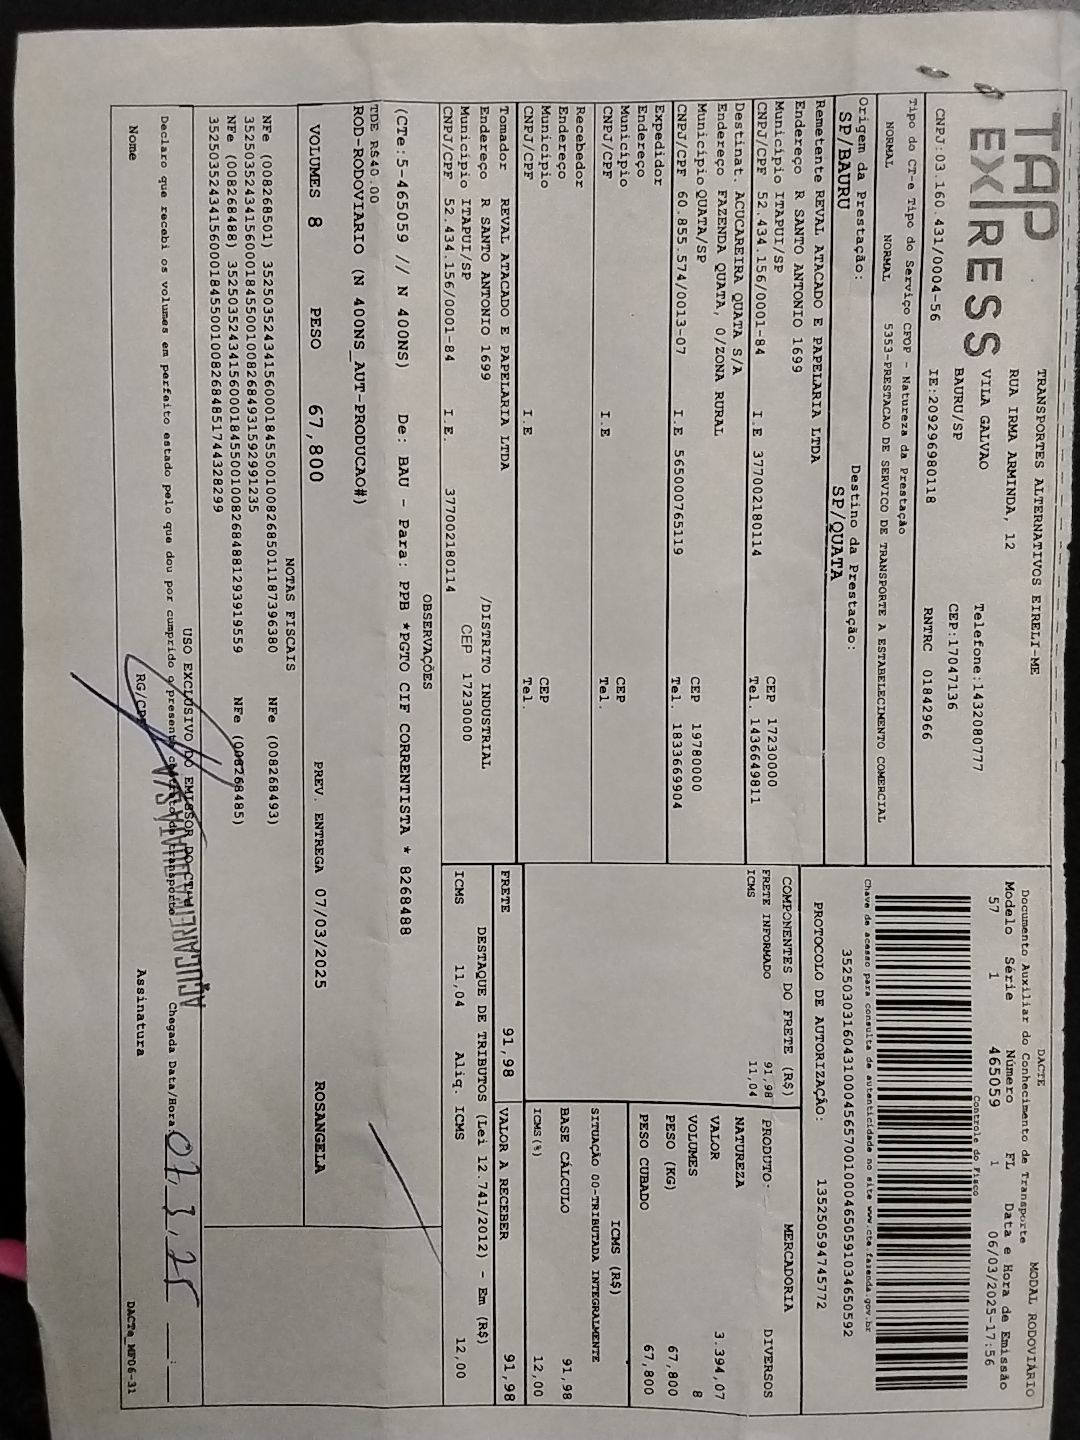 TAP
EXPRESS
TRANSPORTES ALTERNATIVOS EIRELI-ME
RUA IRMA ARMINDA, 12
VILA GALVAO
Telefone:1432080777
BAURU/SP
CEP:17047136
CNPJ:03.160.431/0004-56
IE:209296980118
RNTRC 01842966
Tipo do CT-e Tipo do Serviço CFOP - Natureza da Prestação
NORMAL NORMAL 5353-PRESTACAO DE SERVICO DE TRANSPORTE A ESTABELECIMENTO COMERCIAL
Origem da Prestação: Destino da Prestação:
SP/BAURU SP/QUATA
DACTE MODAL RODOVIÁRIO
Documento Auxiliar do Conhecimento de Transporte
Modelo Série Número FL Data e Hora de Emissão
57 1 465059 1 06/03/2025-17:56
Controle do Fisco
Chave de acesso para consulta de autenticidade no site www.cte.fazenda.gov.br
35250303160431000456570010004650591034650592
PROTOCOLO DE AUTORIZAÇÃO: 135250594745772
Remetente REVAL ATACADO E PAPELARIA LTDA
Endereço R SANTO ANTONIO 1699
Município ITAPUI/SP CEP 17230000
CNPJ/CPF 52.434.156/0001-84 I.E 377002180114 Tel. 1436649811
Destinat. ACUCAREIRA QUATA S/A
Endereço FAZENDA QUATA, 0/ZONA RURAL
Município QUATA/SP CEP 19780000
CNPJ/CPF 60.855.574/0013-07 I.E 565000765119 Tel. 1833669904
Expedidor
Endereço
Município CEP
CNPJ/CPF I.E Tel.
Recebedor
Endereço
Município CEP
CNPJ/CPF I.E Tel.
Tomador REVAL ATACADO E PAPELARIA LTDA
Endereço R SANTO ANTONIO 1699 /DISTRITO INDUSTRIAL
Município ITAPUI/SP CEP 17230000
CNPJ/CPF 52.434.156/0001-84 I.E. 377002180114
COMPONENTES DO FRETE (R$)
FRETE INFORMADO 91,98
ICMS 11,04
MERCADORIA
PRODUTO: DIVERSOS
NATUREZA
VALOR 3.394,07
VOLUMES 8
PESO (KG) 67,800
PESO CUBADO 67,800
ICMS (R$)
SITUAÇÃO 00-TRIBUTADA INTEGRALMENTE
BASE CÁLCULO 91,98
ICMS(%) 12,00
FRETE 91,98 VALOR A RECEBER 91,98
DESTAQUE DE TRIBUTOS (Lei 12.741/2012) - Em (R$)
ICMS 11,04 Aliq. ICMS 12,00
OBSERVAÇÕES
(CTe:5-465059 // N 400NS) De: BAU - Para: PPB *PGTO CIF CORRENTISTA * 8268488
TDE R$40.00
ROD-RODOVIARIO (N 400NS_AUT-PRODUCAO#)
VOLUMES 8 PESO 67,800 PREV. ENTREGA 07/03/2025 ROSANGELA
NOTAS FISCAIS
NFe (008268501) 35250352434156000184550010082685011187396380 NFe (008268493)
35250352434156000184550010082684931592991235
NFe (008268488) 35250352434156000184550010082684881293919559 NFe (008268485)
35250352434156000184550010082684851744328299
USO EXCLUSIVO DO EMISSOR DO CT-e
Declaro que recebi os volumes em perfeito estado pelo que dou por cumprido o presente contrato de transporte
Chegada Data/Hora: 07, 3, 25 :
Nome RG/CPF Assinatura
DACTe_MP06-31